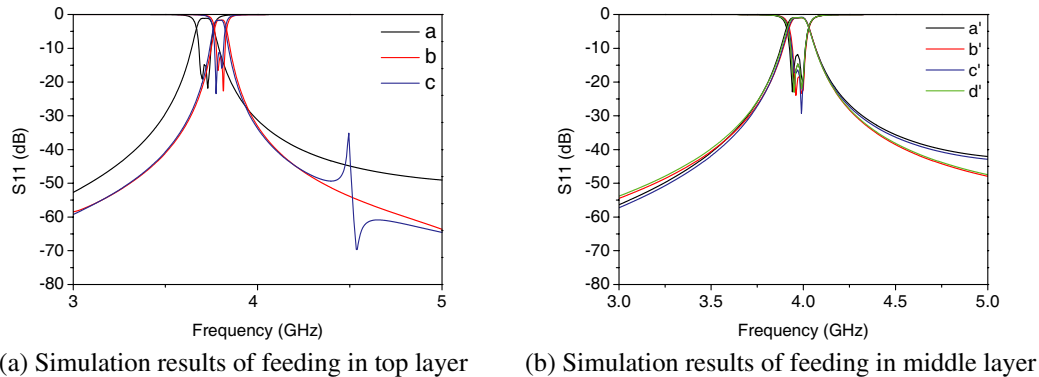 0
-10
-20
-30
-40
-50
-60
-70
-80
S11 (dB)
3
4
5
Frequency (GHz)
a
b
c
(a) Simulation results of feeding in top layer
0
-10
-20
-30
-40
-50
-60
-70
-80
S11 (dB)
3.0
3.5
4.0
4.5
5.0
Frequency (GHz)
a'
b'
c'
d'
(b) Simulation results of feeding in middle layer